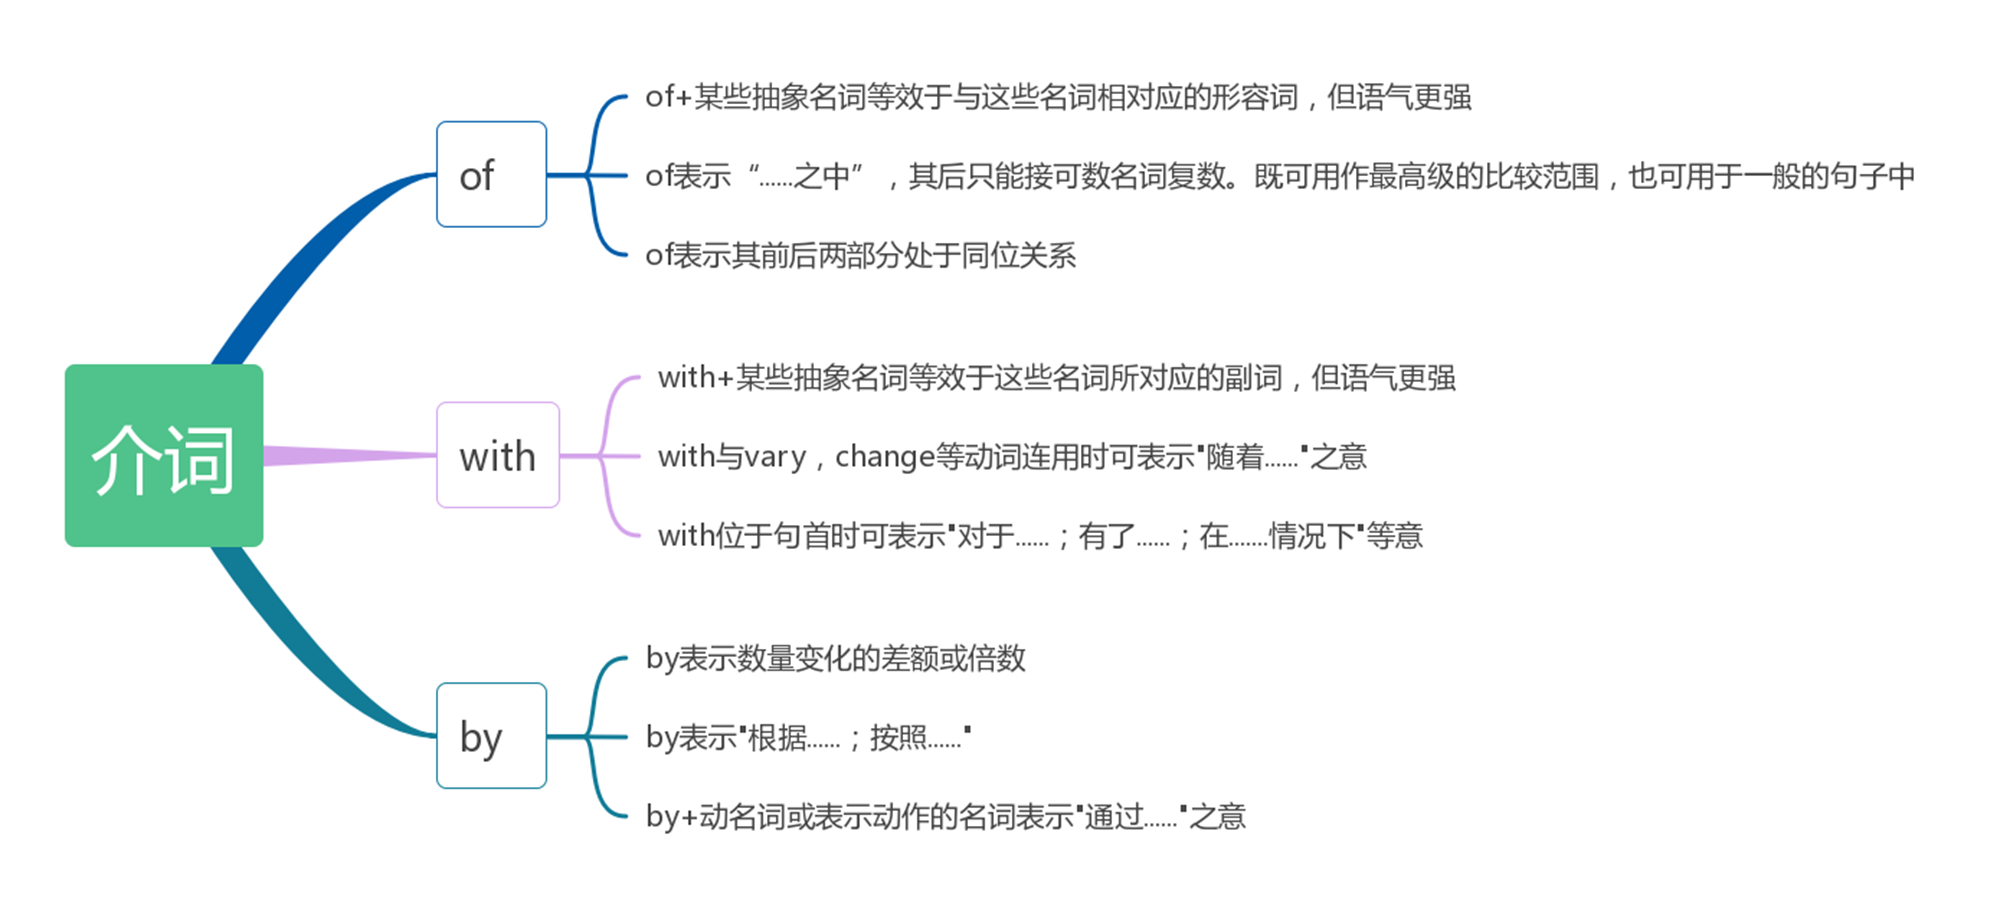 介词
of
of+某些抽象名词等效于与这些名词相对应的形容词，但语气更强
of表示“......之中”，其后只能接可数名词复数。既可用作最高级的比较范围，也可用于一般的句子中
of表示其前后两部分处于同位关系
with
with+某些抽象名词等效于这些名词所对应的副词，但语气更强
with与vary，change等动词连用时可表示"随着......"之意
with位于句首时可表示"对于......；有了......；在.......情况下"等意
by
by表示数量变化的差额或倍数
by表示"根据......；按照......"
by+动名词或表示动作的名词表示"通过......"之意